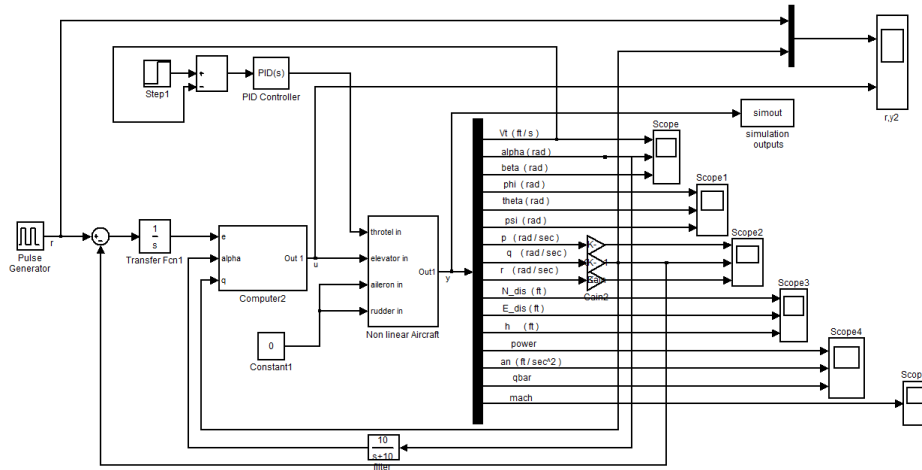 Step1
+
−
PID(s)
PID Controller
r,y2
simout
simulation
outputs
Scope
Vt (ft / s)
alpha (rad)
beta (rad)
phi (rad)
theta (rad)
psi (rad)
p (rad / sec)
q (rad / sec)
r (rad / sec)
N_dis (ft)
E_dis (ft)
h (ft)
power
an (ft / sec^2)
qbar
mach
Scope1
Scope2
Scope3
Scope4
Scop
K-
K-
1
Gain2
Pulse
Generator
r
1
s
Transfer Fcn1
e
alpha
q
Out 1
Computer2
u
throtel in
elevator in
aileron in
rudder in
Out1
Non linear Aircraft
y
0
Constant1
10
s+10
filter